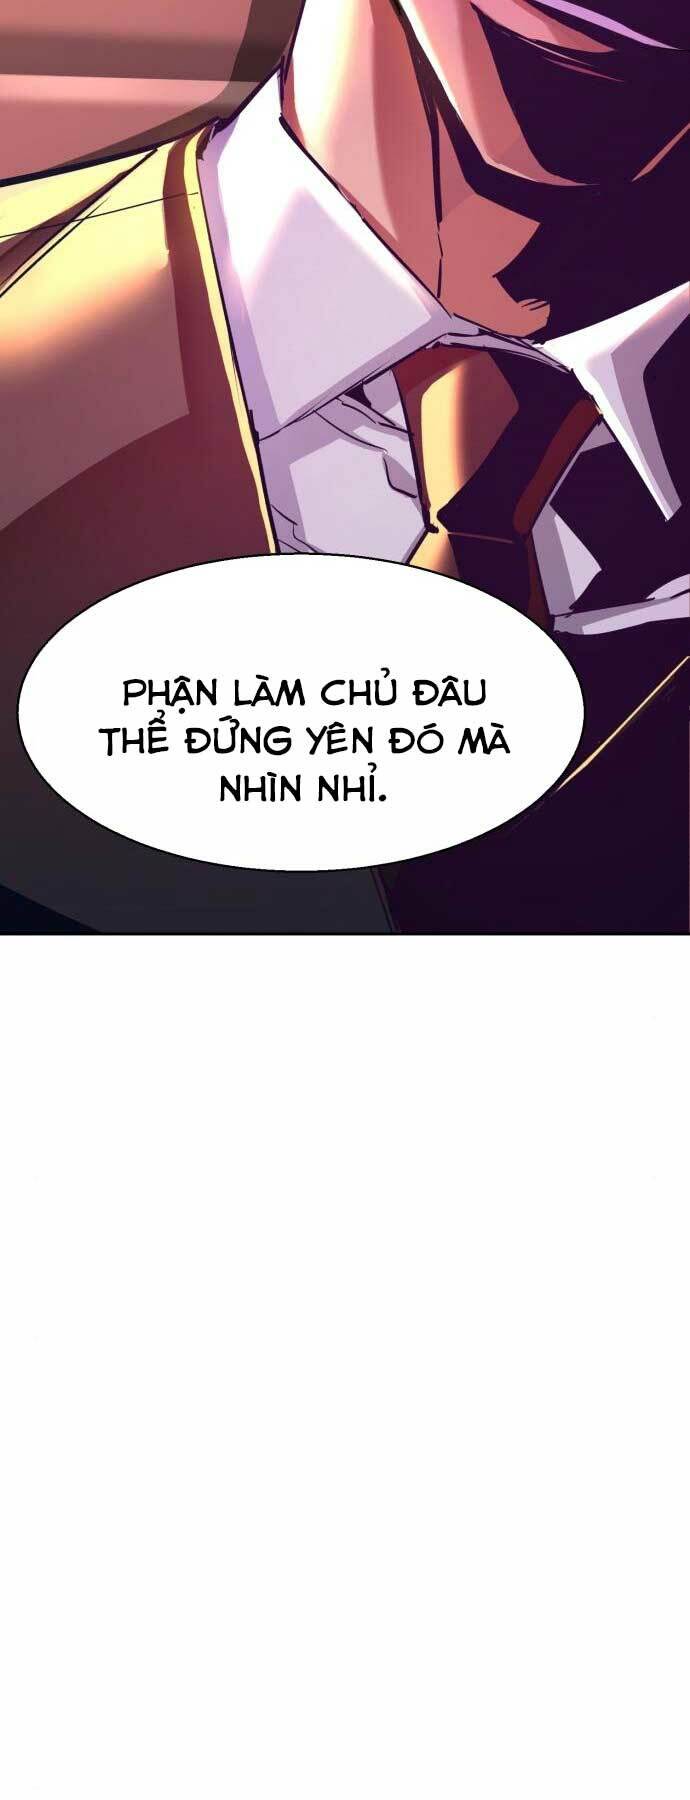 PHẬN LÀM CHỦ ĐÂU
THỂ ĐỨNG YÊN ĐÓ MÀ
NHÌN NHỈ.